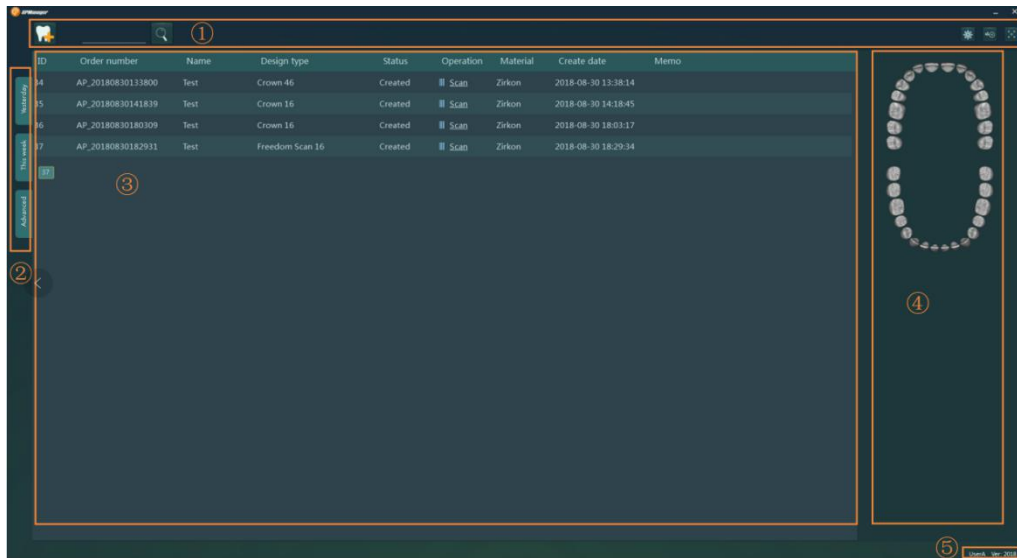 UPManager
①
ID Order number Name Design type Status Operation Material Create date Memo
34 AP_20180830133800 Test Crown 46 Created Scan Zirkon 2018-08-30 13:38:14
35 AP_20180830141839 Test Crown 16 Created Scan Zirkon 2018-08-30 14:18:45
36 AP_20180830180309 Test Crown 16 Created Scan Zirkon 2018-08-30 18:03:17
37 AP_20180830182931 Test Freedom Scan 16 Created Scan Zirkon 2018-08-30 18:29:34
37
Yesterday
This week
Advanced
②
③
④
⑤
UserA Ver 2018